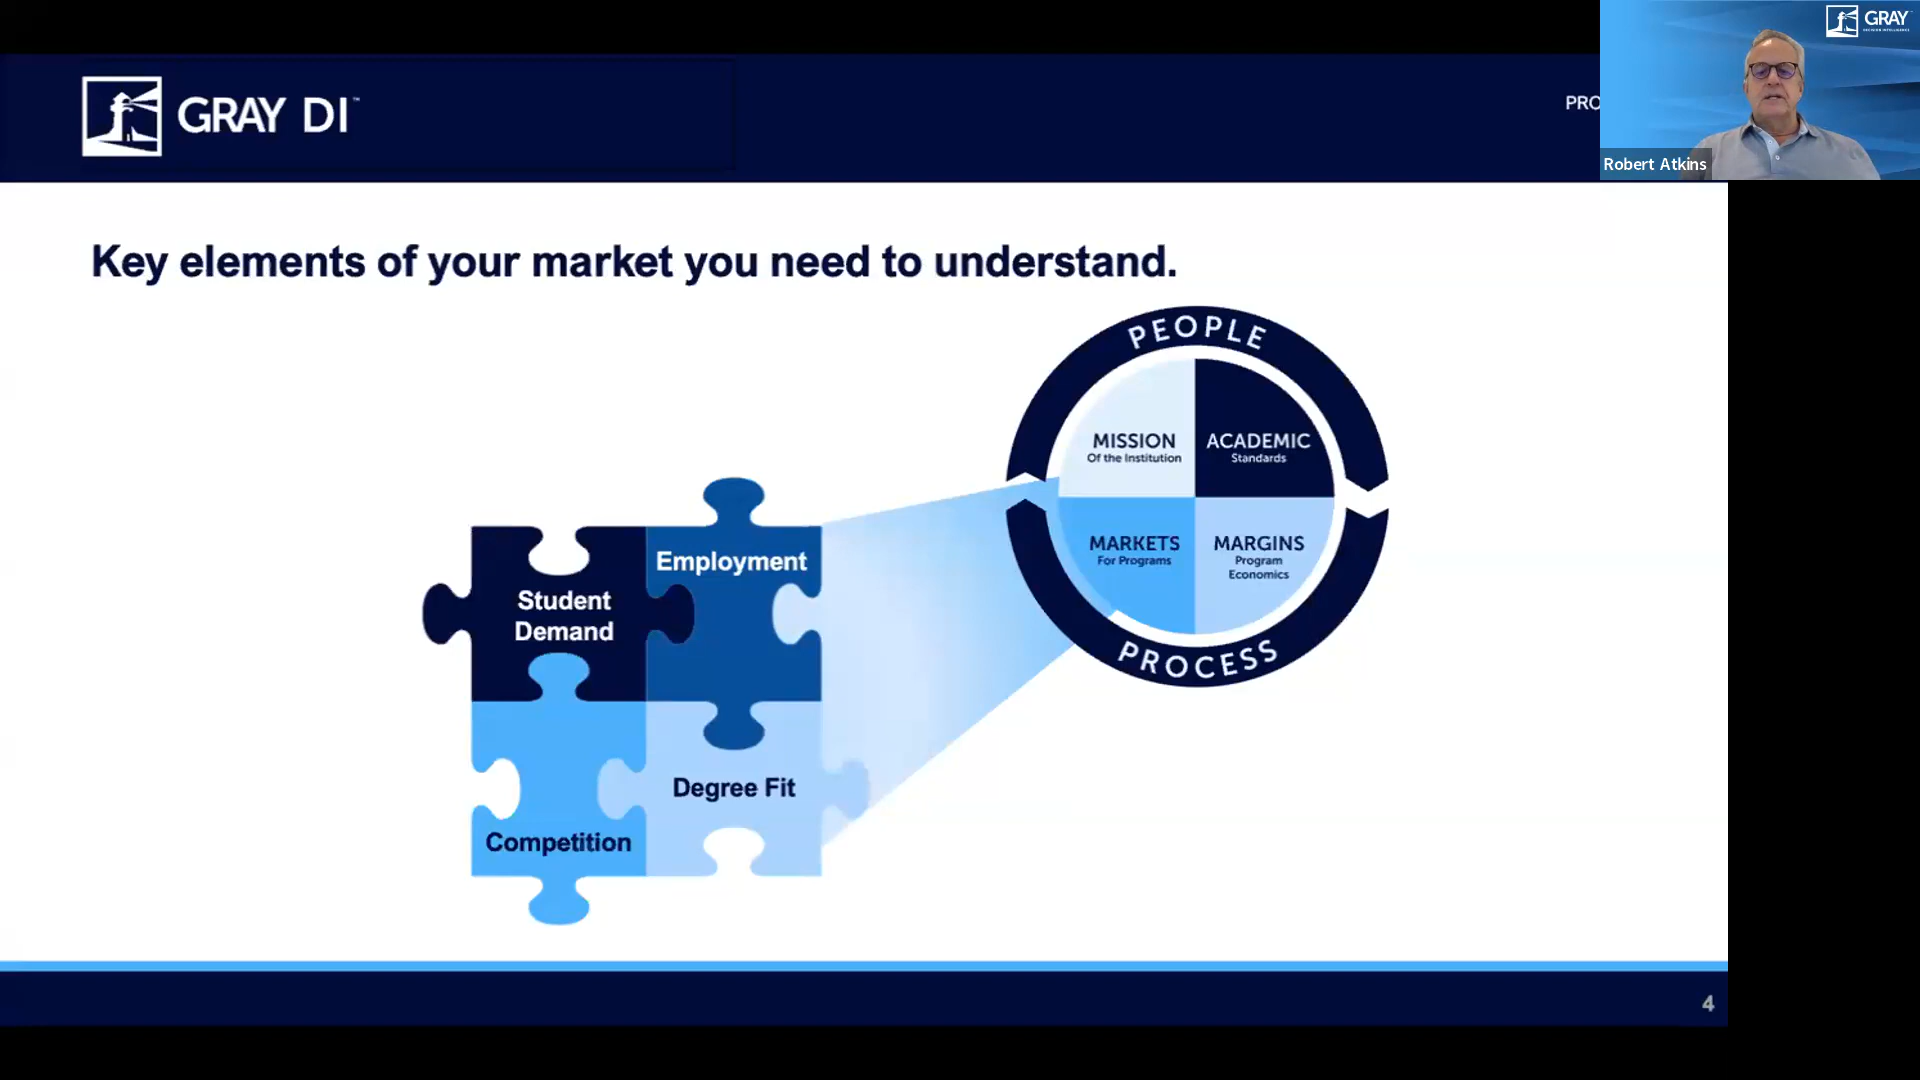 GRAY DI™
PRO
GRAY
Robert Atkins
Key elements of your market you need to understand.
PEOPLE
MISSION
Of the Institution
ACADEMIC
Standards
MARKETS
For Programs
MARGINS
Program
Economics
PROCESS
Employment
Student
Demand
Degree Fit
Competition
4